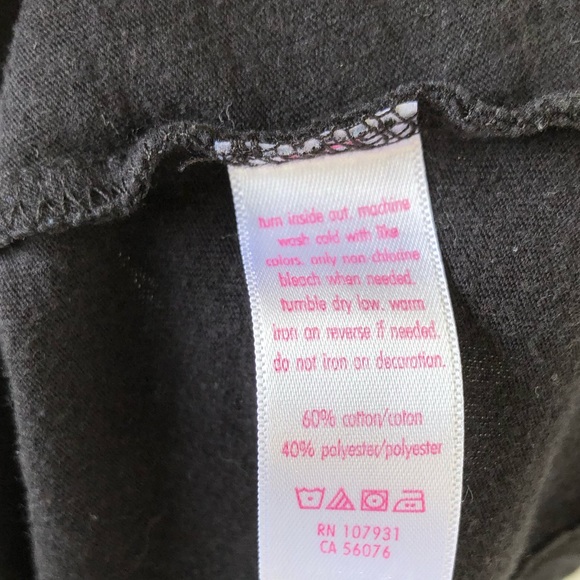 turn inside out. machine
wash cold with like
colors. only non-chlorine
bleach when needed.
tumble dry low. warm
iron on reverse if needed.
do not iron on decoration.
60% cotton/coton
40% polyester/polyester
RN 107931
CA 56076